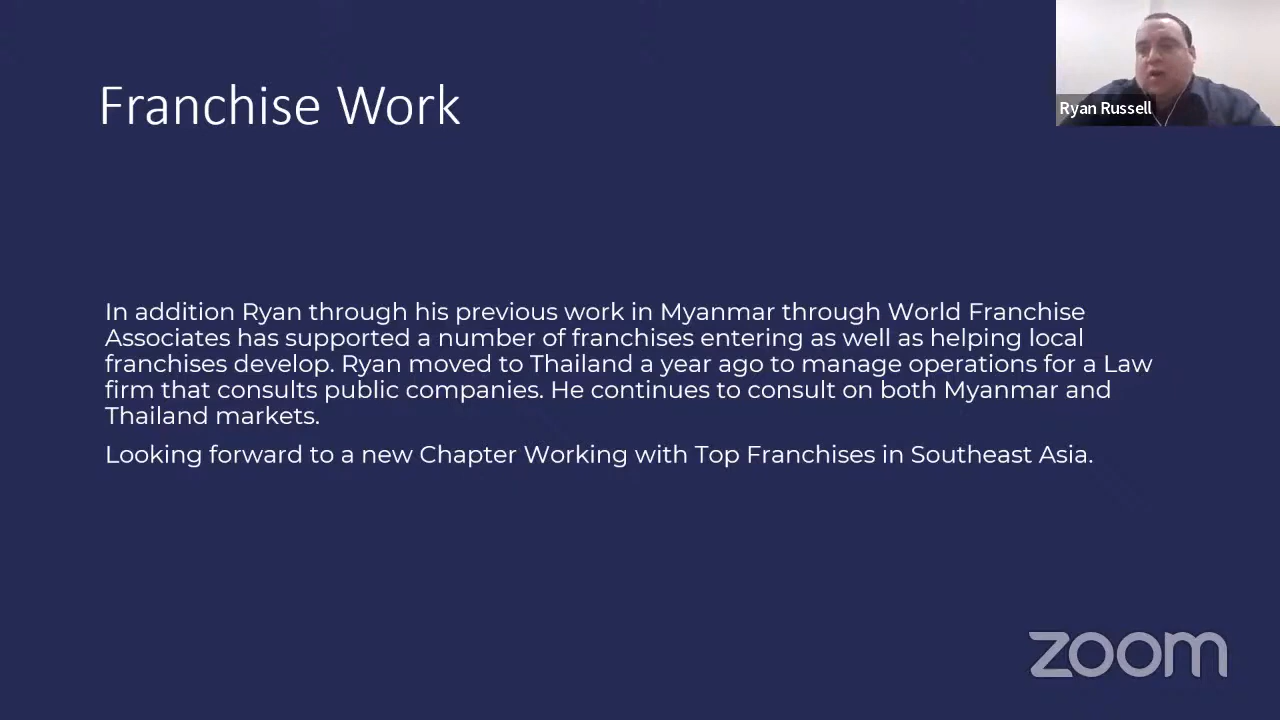 Franchise Work
Ryan Russell
In addition Ryan through his previous work in Myanmar through World Franchise
Associates has supported a number of franchises entering as well as helping local
franchises develop. Ryan moved to Thailand a year ago to manage operations for a Law
firm that consults public companies. He continues to consult on both Myanmar and
Thailand markets.
Looking forward to a new Chapter Working with Top Franchises in Southeast Asia.
zoom